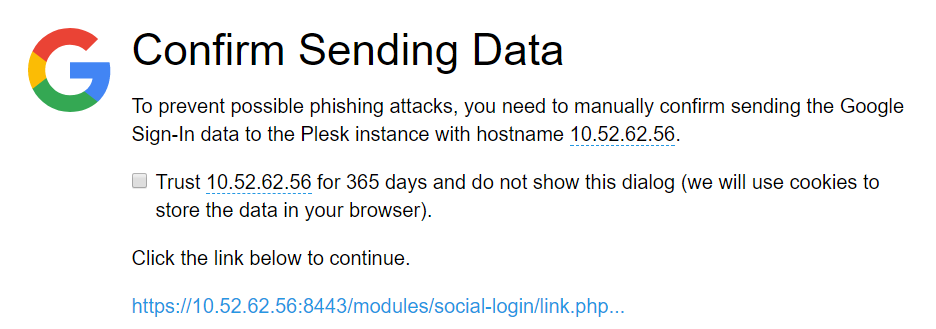 Confirm Sending Data
To prevent possible phishing attacks, you need to manually confirm sending the Google
Sign-In data to the Plesk instance with hostname 10.52.62.56.
Trust 10.52.62.56 for 365 days and do not show this dialog (we will use cookies to
store the data in your browser).
Click the link below to continue.
https://10.52.62.56:8443/modules/social-login/link.php...